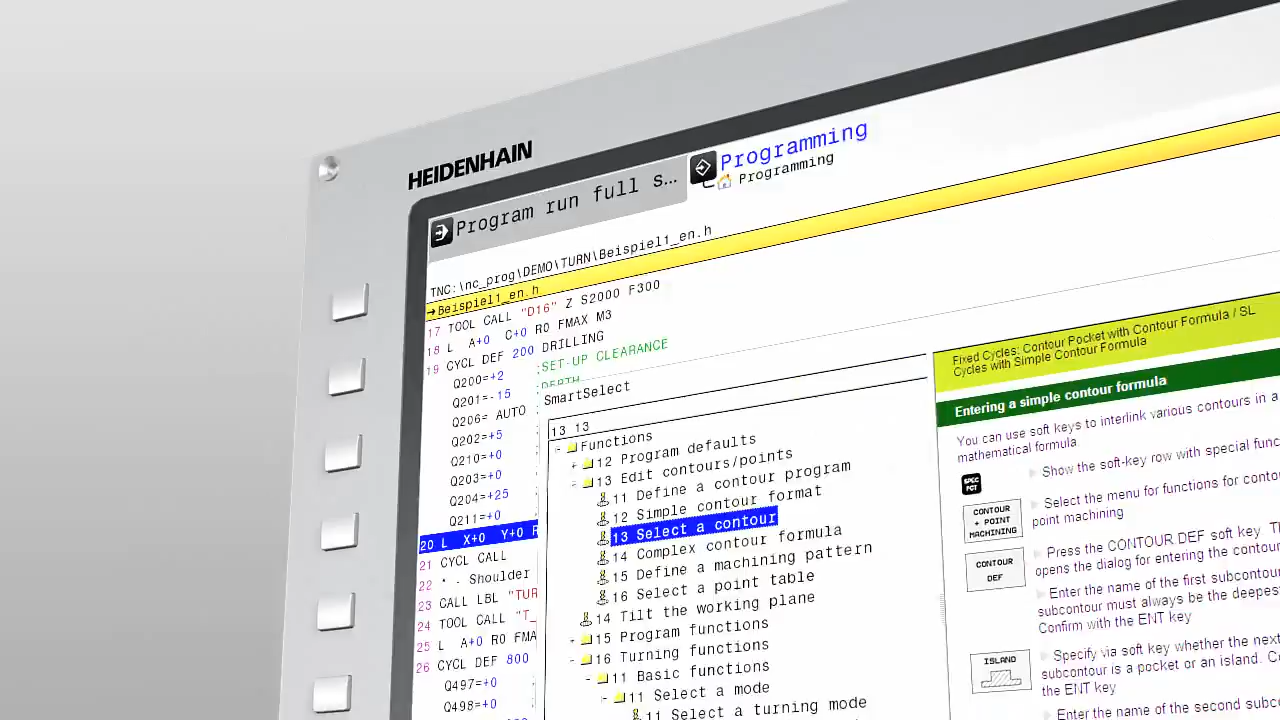 HEIDENHAIN
Program run full s...
Programming
Programming
TNC:\nc_prog\DEMO\TURN\Beispiel1_en.h
→Beispiel1_en.h
17 TOOL CALL "D16" Z S2000 F300
18 L A+0 C+0 R0 FMAX M3
19 CYCL DEF 200 DRILLING
Q200=+2 ;SET-UP CLEARANCE
Q201=-15 ;DEPTH
Q206= AUTO
Q202=+5
Q210=+0
Q203=+0
Q204=+25
Q211=+0
20 L X+0 Y+0 R
21 CYCL CALL
22 * - Shoulder
23 CALL LBL "TUR
24 TOOL CALL "T_
25 L A+0 R0 FMA
26 CYCL DEF 800
Q497=+0
Q498=+0
SmartSelect
13_13
Functions
12 Program defaults
13 Edit contours/points
11 Define a contour program
12 Simple contour format
13 Select a contour
14 Complex contour formula
15 Define a machining pattern
16 Select a point table
14 Tilt the working plane
15 Program functions
16 Turning functions
11 Basic functions
11 Select a mode
11 Select a turning mode
Fixed Cycles: Contour Pocket with Contour Formula / SL
Cycles with Simple Contour Formula
Entering a simple contour formula
You can use soft keys to interlink various contours in a
mathematical formula
SPEC
FCT
Show the soft-key row with special func
CONTOUR
+ POINT
MACHINING
Select the menu for functions for conto
point machining
CONTOUR
DEF
Press the CONTOUR DEF soft key. T
opens the dialog for entering the contou
Enter the name of the first subcontou
subcontour must always be the deepes
Confirm with the ENT key
ISLAND
Specify via soft key whether the next
subcontour is a pocket or an island. Co
the ENT key
Enter the name of the second subc